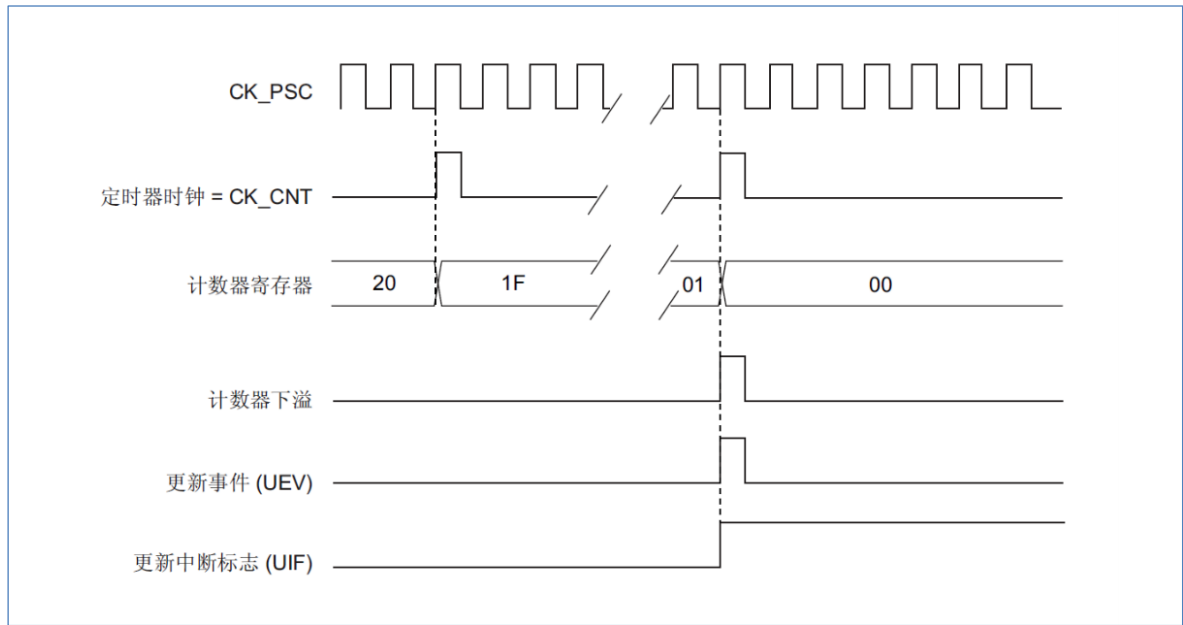 CK_PSC
定时器时钟 = CK_CNT
计数器寄存器 20 1F 01 00
计数器下溢
更新事件 (UEV)
更新中断标志 (UIF)